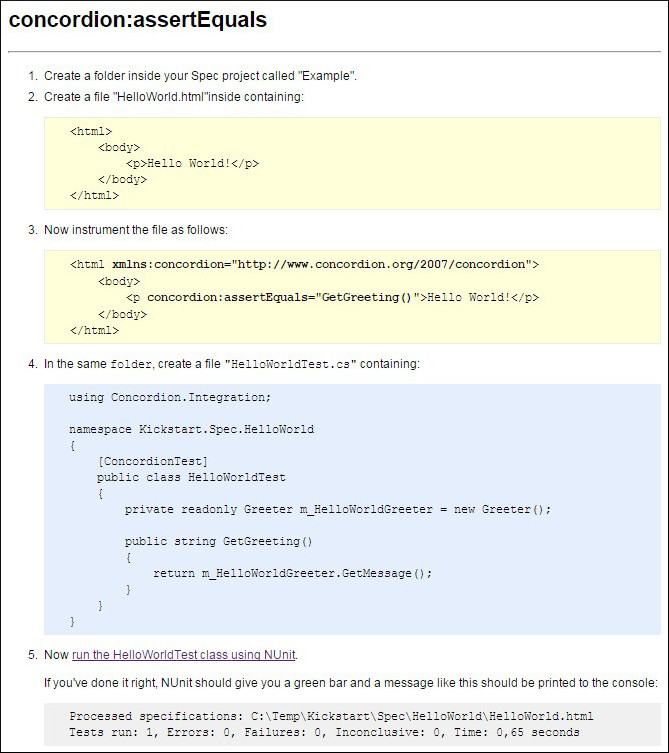 concordion:assertEquals
1. Create a folder inside your Spec project called "Example".
2. Create a file "HelloWorld.html"inside containing:
<html>
    <body>
        <p>Hello World!</p>
    </body>
</html>
3. Now instrument the file as follows:
<html xmlns:concordion="http://www.concordion.org/2007/concordion">
    <body>
        <p concordion:assertEquals="GetGreeting()">Hello World!</p>
    </body>
</html>
4. In the same folder, create a file "HelloWorldTest.cs" containing:
using Concordion.Integration;
namespace Kickstart.Spec.HelloWorld
{
    [ConcordionTest]
    public class HelloWorldTest
    {
        private readonly Greeter m_HelloWorldGreeter = new Greeter();
        public string GetGreeting()
        {
            return m_HelloWorldGreeter.GetMessage();
        }
    }
}
5. Now run the HelloWorldTest class using NUnit.
If you've done it right, NUnit should give you a green bar and a message like this should be printed to the console:
Processed specifications: C:\Temp\Kickstart\Spec\HelloWorld\HelloWorld.html
Tests run: 1, Errors: 0, Failures: 0, Inconclusive: 0, Time: 0,65 seconds